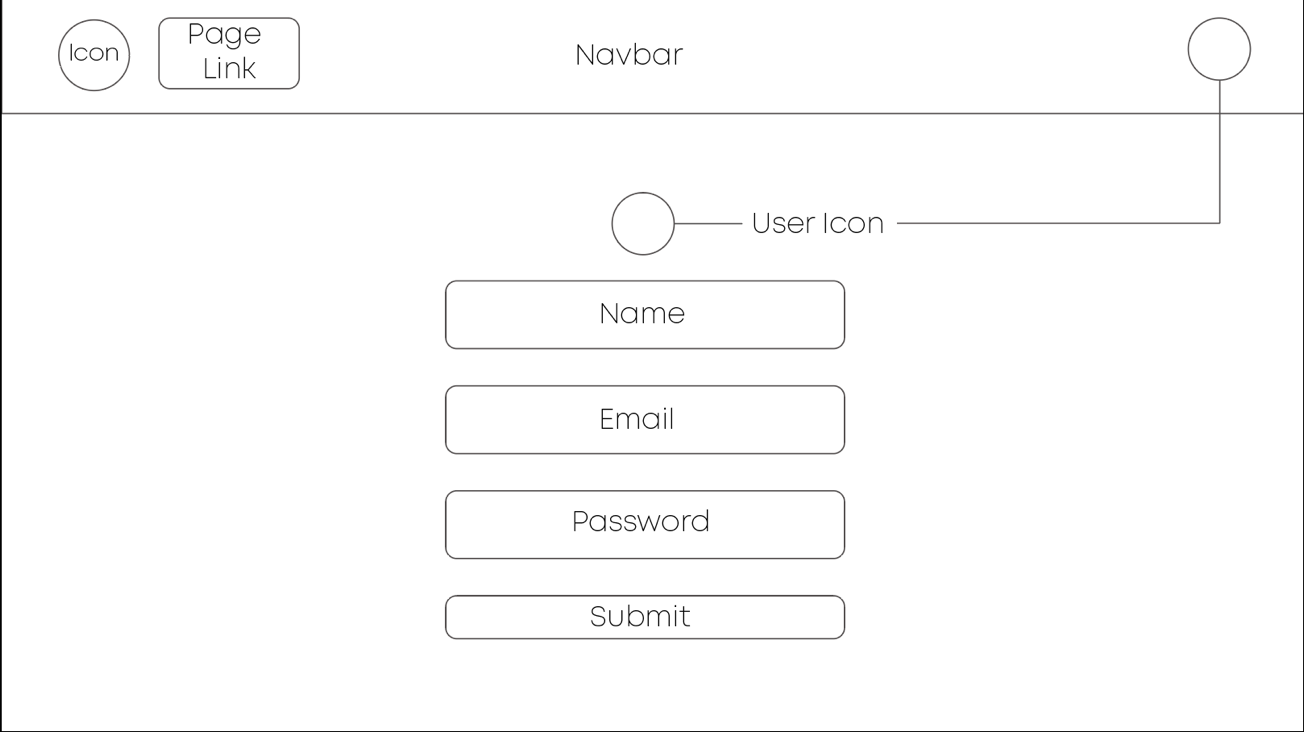 Icon
Page
Link
Navbar
User Icon
Name
Email
Password
Submit